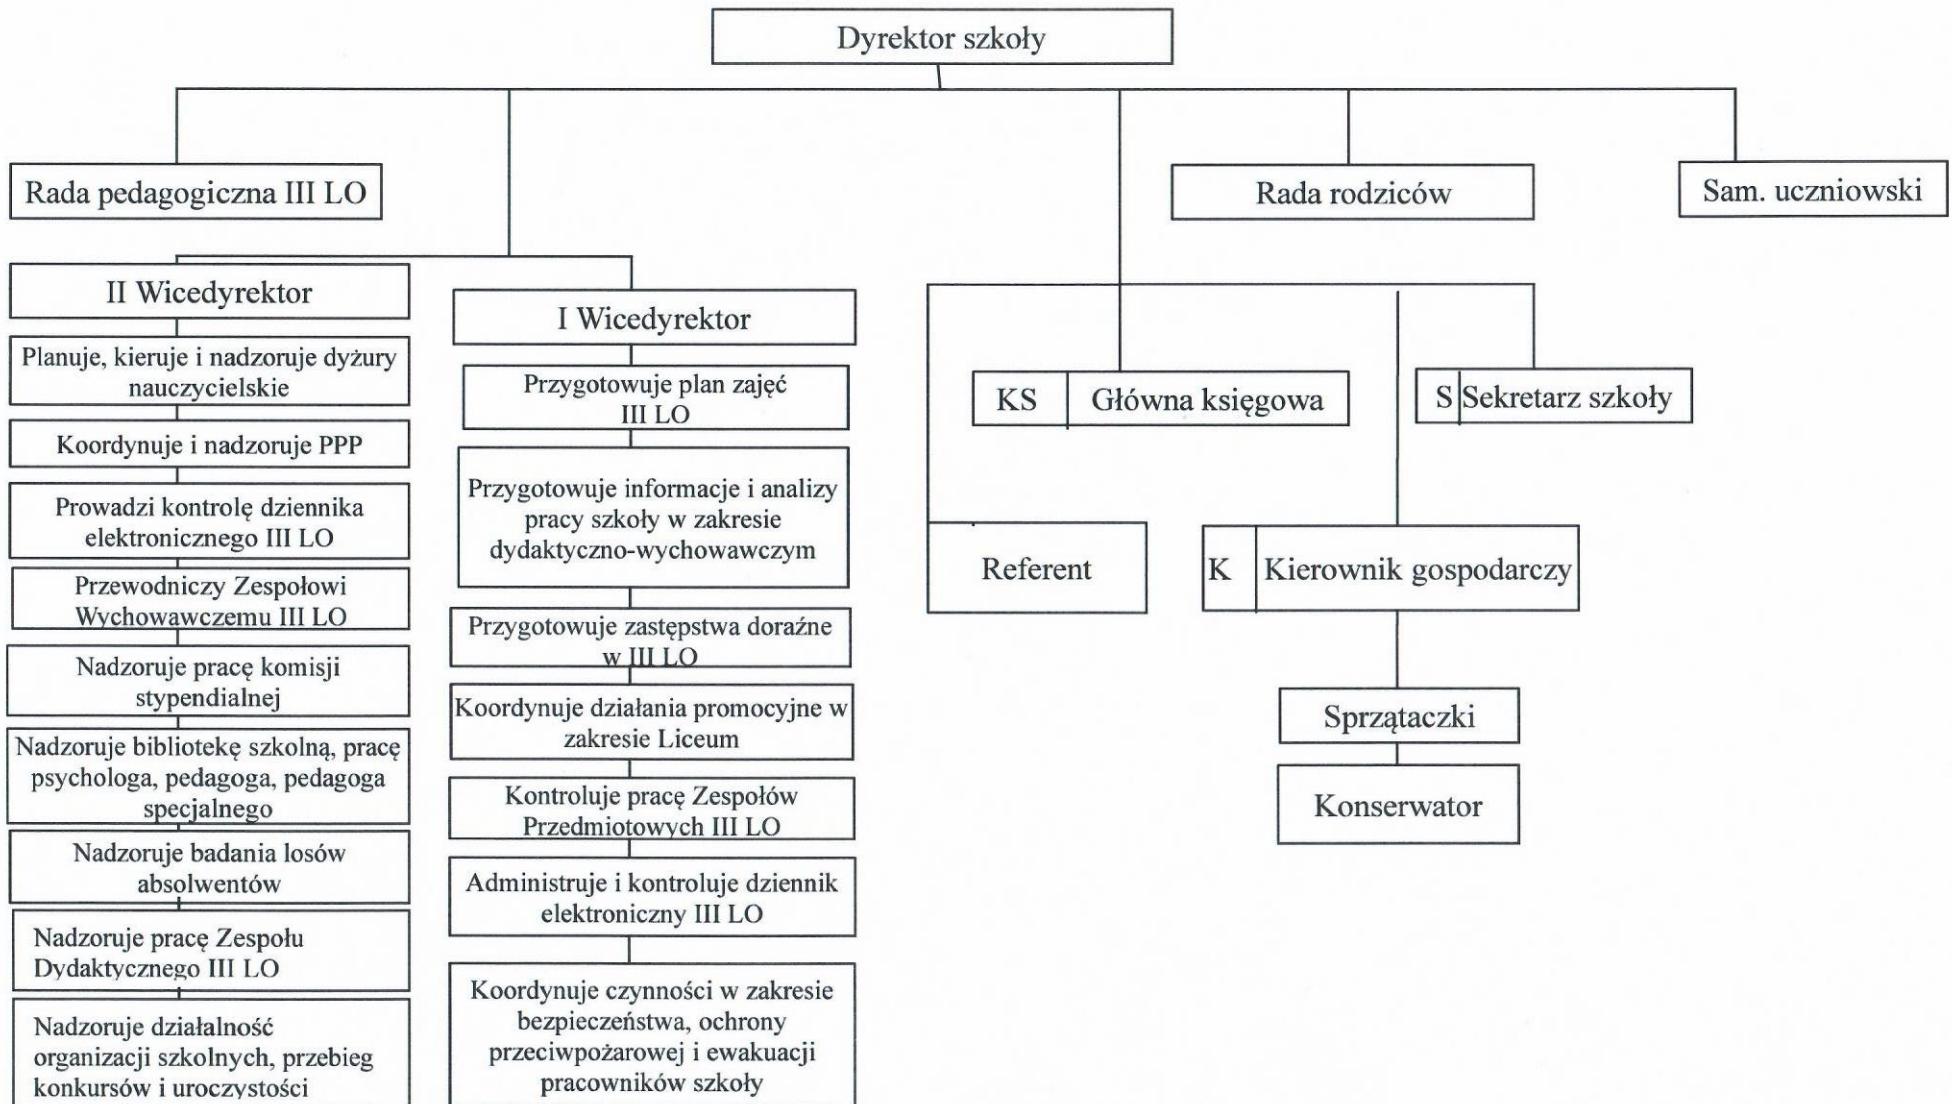 Dyrektor szkoły
Rada pedagogiczna III LO
Rada rodziców
Sam. uczniowski
II Wicedyrektor
Planuje, kieruje i nadzoruje dyżury
nauczycielskie
Koordynuje i nadzoruje PPP
Prowadzi kontrolę dziennika
elektronicznego III LO
Przewodniczy Zespołowi
Wychowawczemu III LO
Nadzoruje pracę komisji
stypendialnej
Nadzoruje bibliotekę szkolną, pracę
psychologa, pedagoga, pedagoga
specjalnego
Nadzoruje badania losów
absolwentów
Nadzoruje pracę Zespołu
Dydaktycznego III LO
Nadzoruje działalność
organizacji szkolnych, przebieg
konkursów i uroczystości
I Wicedyrektor
Przygotowuje plan zajęć
III LO
Przygotowuje informacje i analizy
pracy szkoły w zakresie
dydaktyczno-wychowawczym
Przygotowuje zastępstwa doraźne
w III LO
Koordynuje działania promocyjne w
zakresie Liceum
Kontroluje pracę Zespołów
Przedmiotowych III LO
Administruje i kontroluje dziennik
elektroniczny III LO
Koordynuje czynności w zakresie
bezpieczeństwa, ochrony
przeciwpożarowej i ewakuacji
pracowników szkoły
KS Główna księgowa
S Sekretarz szkoły
Referent
K Kierownik gospodarczy
Sprzątaczki
Konserwator